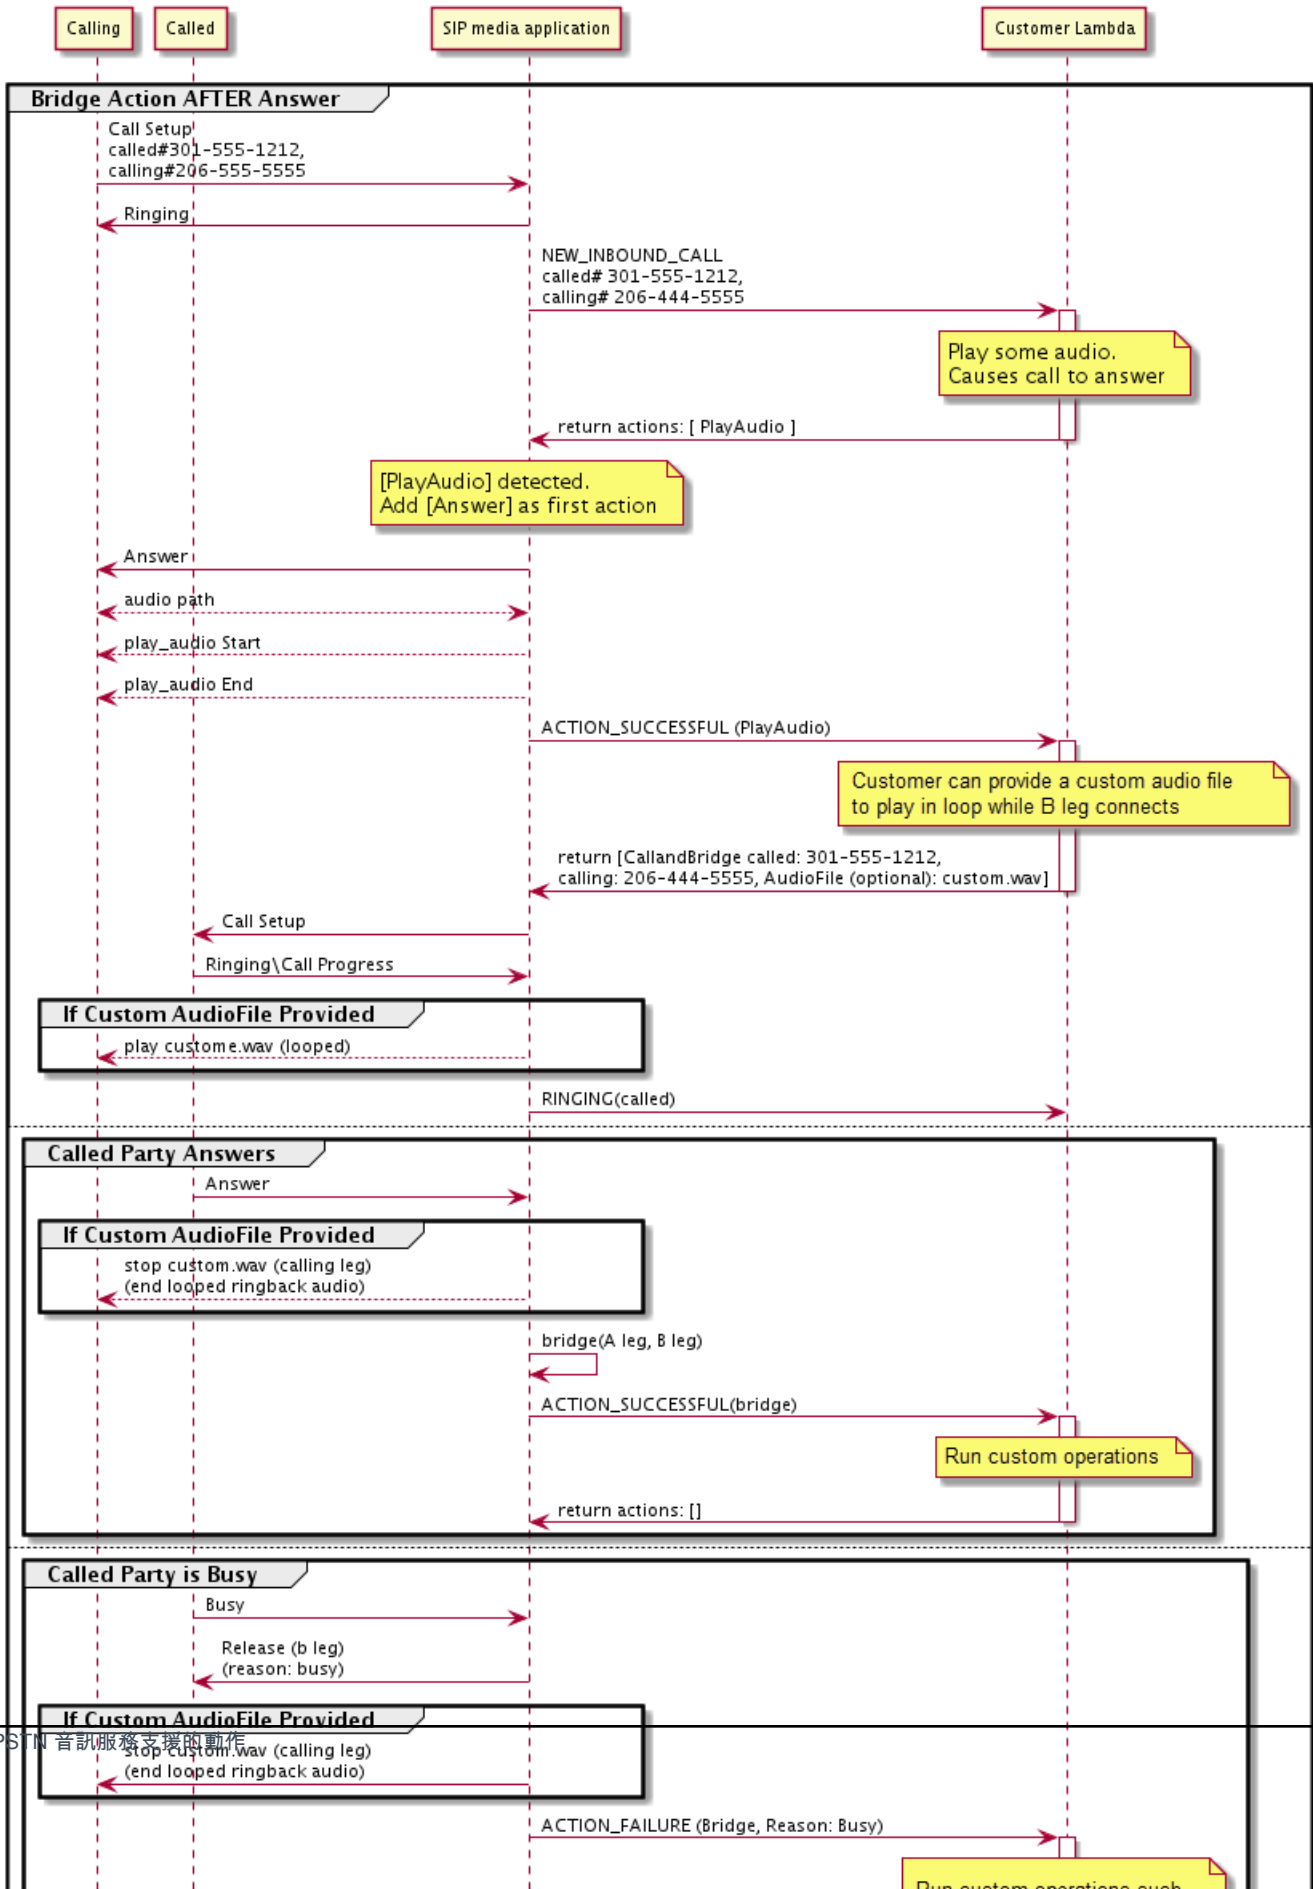 Calling
Called
SIP media application
Customer Lambda
Bridge Action AFTER Answer
Call Setup
called#301-555-1212,
calling#206-555-5555
Ringing
NEW_INBOUND_CALL
called# 301-555-1212,
calling# 206-444-5555
Play some audio.
Causes call to answer
return actions: [ PlayAudio ]
[PlayAudio] detected.
Add [Answer] as first action
Answer
audio path
play_audio Start
play_audio End
ACTION_SUCCESSFUL (PlayAudio)
Customer can provide a custom audio file
to play in loop while B leg connects
return [CallandBridge called: 301-555-1212,
calling: 206-444-5555, AudioFile (optional): custom.wav]
Call Setup
Ringing\Call Progress
If Custom AudioFile Provided
play custome.wav (looped)
RINGING(called)
Called Party Answers
Answer
If Custom AudioFile Provided
stop custom.wav (calling leg)
(end looped ringback audio)
bridge(A leg, B leg)
ACTION_SUCCESSFUL(bridge)
Run custom operations
return actions: []
Called Party is Busy
Busy
Release (b leg)
(reason: busy)
If Custom AudioFile Provided
PSTN 音訊服務支援的動作
stop custom.wav (calling leg)
(end looped ringback audio)
ACTION_FAILURE (Bridge, Reason: Busy)
Run custom operations such